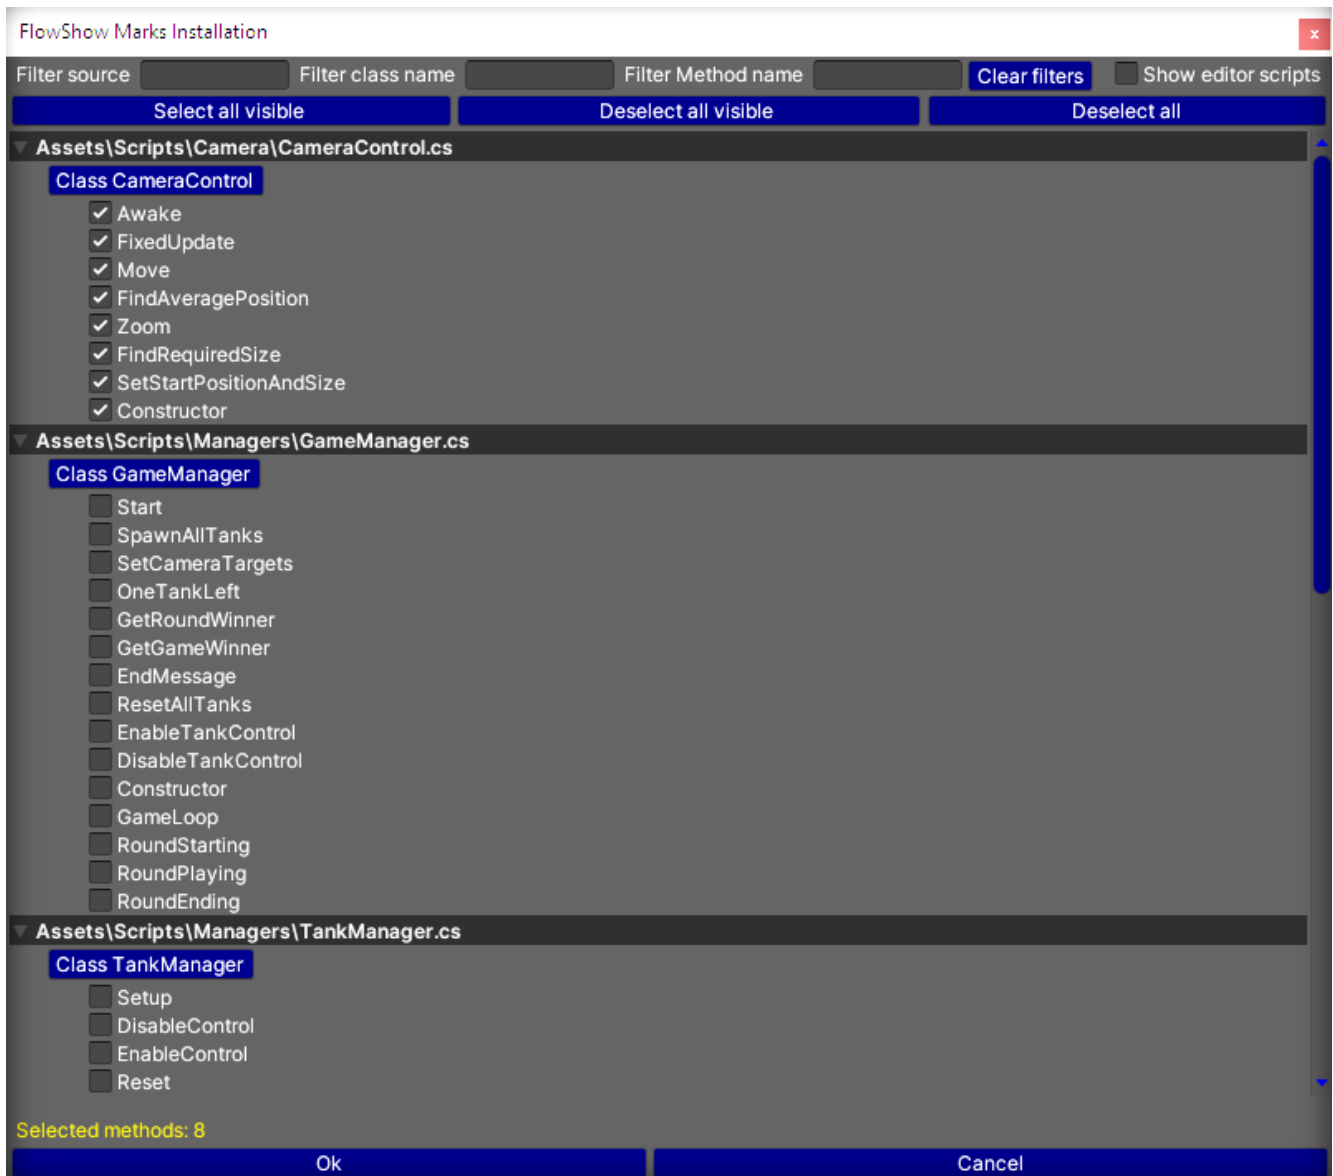 FlowShow Marks Installation
x
Filter source Filter class name Filter Method name Clear filters Show editor scripts
Select all visible Deselect all visible Deselect all
Assets\Scripts\Camera\CameraControl.cs
Class CameraControl
Awake
FixedUpdate
Move
FindAveragePosition
Zoom
FindRequiredSize
SetStartPositionAndSize
Constructor
Assets\Scripts\Managers\GameManager.cs
Class GameManager
Start
SpawnAllTanks
SetCameraTargets
OneTankLeft
GetRoundWinner
GetGameWinner
EndMessage
ResetAllTanks
EnableTankControl
DisableTankControl
Constructor
GameLoop
RoundStarting
RoundPlaying
RoundEnding
Assets\Scripts\Managers\TankManager.cs
Class TankManager
Setup
DisableControl
EnableControl
Reset
Selected methods: 8
Ok Cancel